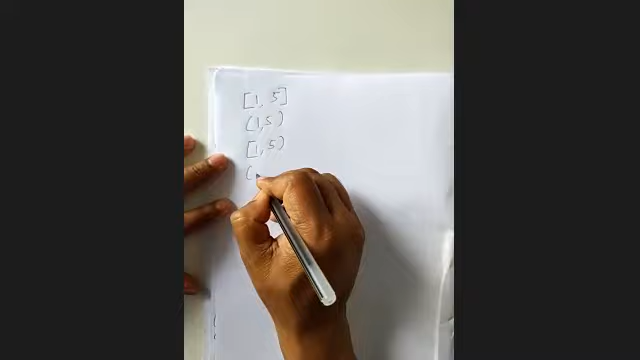 [1, 5]
(1,5)
[1, 5)
(